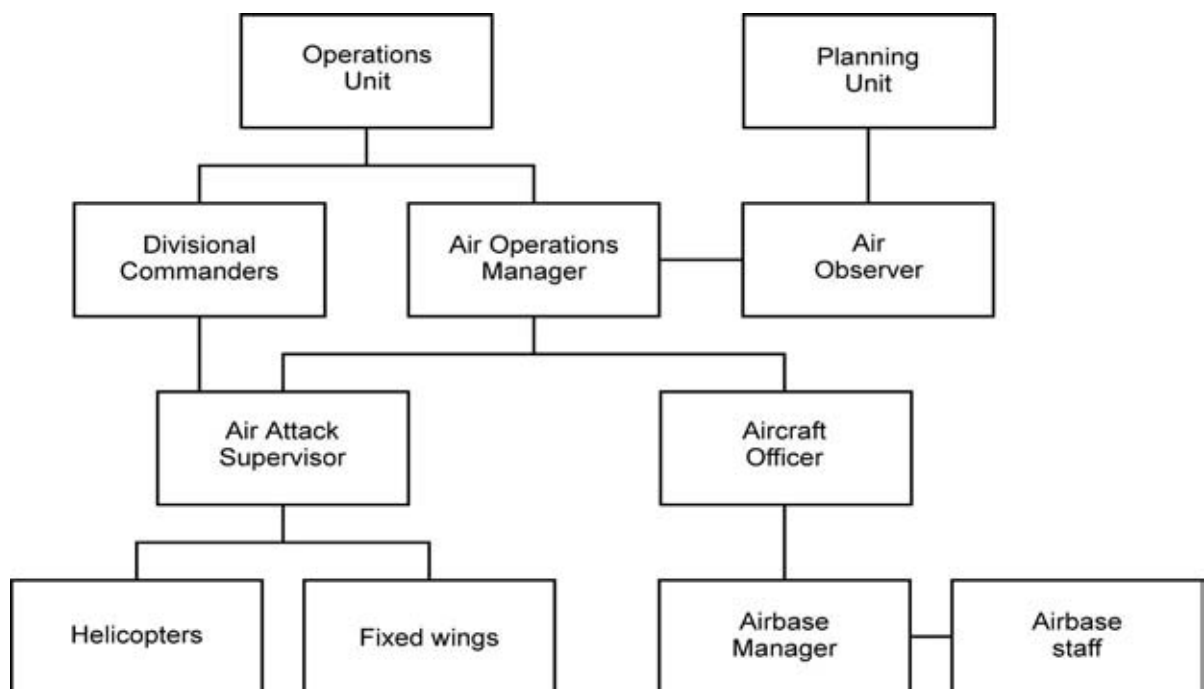 Operations
Unit
Planning
Unit
Divisional
Commanders
Air Operations
Manager
Air
Observer
Air Attack
Supervisor
Aircraft
Officer
Helicopters
Fixed wings
Airbase
Manager
Airbase
staff